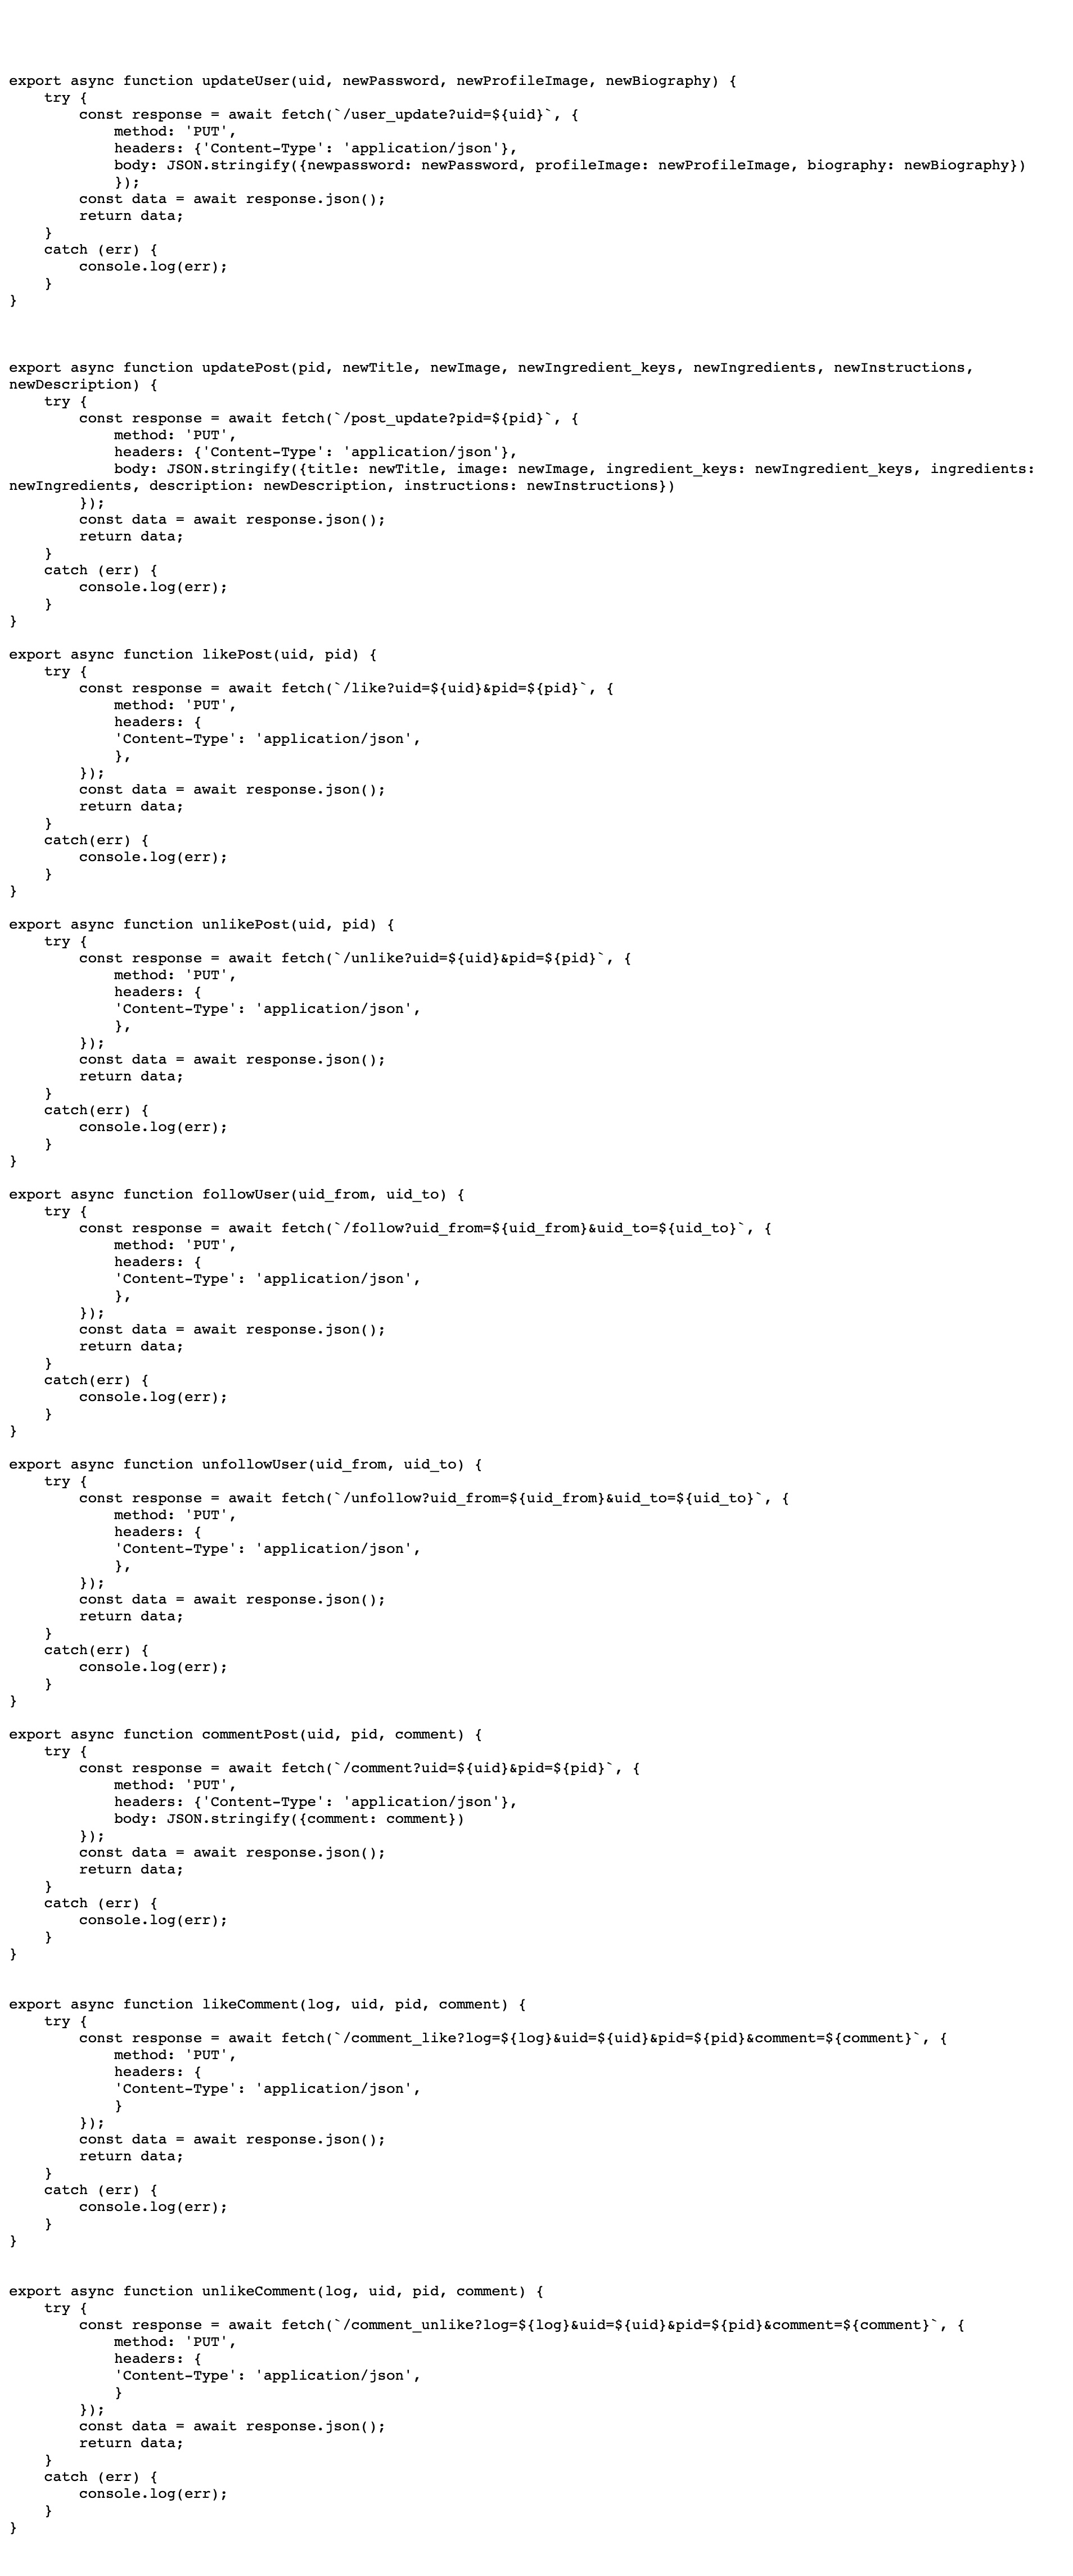 export async function updateUser(uid, newPassword, newProfileImage, newBiography) {
    try {
        const response = await fetch(`/user_update?uid=${uid}`, {
            method: 'PUT',
            headers: {'Content-Type': 'application/json'},
            body: JSON.stringify({newpassword: newPassword, profileImage: newProfileImage, biography: newBiography})
            });
        const data = await response.json();
        return data;
    }
    catch (err) {
        console.log(err);
    }
}
export async function updatePost(pid, newTitle, newImage, newIngredient_keys, newIngredients, newInstructions,
newDescription) {
    try {
        const response = await fetch(`/post_update?pid=${pid}`, {
            method: 'PUT',
            headers: {'Content-Type': 'application/json'},
            body: JSON.stringify({title: newTitle, image: newImage, ingredient_keys: newIngredient_keys, ingredients:
newIngredients, description: newDescription, instructions: newInstructions})
        });
        const data = await response.json();
        return data;
    }
    catch (err) {
        console.log(err);
    }
}
export async function likePost(uid, pid) {
    try {
        const response = await fetch(`/like?uid=${uid}&pid=${pid}`, {
            method: 'PUT',
            headers: {
            'Content-Type': 'application/json',
            },
        });
        const data = await response.json();
        return data;
    }
    catch(err) {
        console.log(err);
    }
}
export async function unlikePost(uid, pid) {
    try {
        const response = await fetch(`/unlike?uid=${uid}&pid=${pid}`, {
            method: 'PUT',
            headers: {
            'Content-Type': 'application/json',
            },
        });
        const data = await response.json();
        return data;
    }
    catch(err) {
        console.log(err);
    }
}
export async function followUser(uid_from, uid_to) {
    try {
        const response = await fetch(`/follow?uid_from=${uid_from}&uid_to=${uid_to}`, {
            method: 'PUT',
            headers: {
            'Content-Type': 'application/json',
            },
        });
        const data = await response.json();
        return data;
    }
    catch(err) {
        console.log(err);
    }
}
export async function unfollowUser(uid_from, uid_to) {
    try {
        const response = await fetch(`/unfollow?uid_from=${uid_from}&uid_to=${uid_to}`, {
            method: 'PUT',
            headers: {
            'Content-Type': 'application/json',
            },
        });
        const data = await response.json();
        return data;
    }
    catch(err) {
        console.log(err);
    }
}
export async function commentPost(uid, pid, comment) {
    try {
        const response = await fetch(`/comment?uid=${uid}&pid=${pid}`, {
            method: 'PUT',
            headers: {'Content-Type': 'application/json'},
            body: JSON.stringify({comment: comment})
        });
        const data = await response.json();
        return data;
    }
    catch (err) {
        console.log(err);
    }
}
export async function likeComment(log, uid, pid, comment) {
    try {
        const response = await fetch(`/comment_like?log=${log}&uid=${uid}&pid=${pid}&comment=${comment}`, {
            method: 'PUT',
            headers: {
            'Content-Type': 'application/json',
            }
        });
        const data = await response.json();
        return data;
    }
    catch (err) {
        console.log(err);
    }
}
export async function unlikeComment(log, uid, pid, comment) {
    try {
        const response = await fetch(`/comment_unlike?log=${log}&uid=${uid}&pid=${pid}&comment=${comment}`, {
            method: 'PUT',
            headers: {
            'Content-Type': 'application/json',
            }
        });
        const data = await response.json();
        return data;
    }
    catch (err) {
        console.log(err);
    }
}